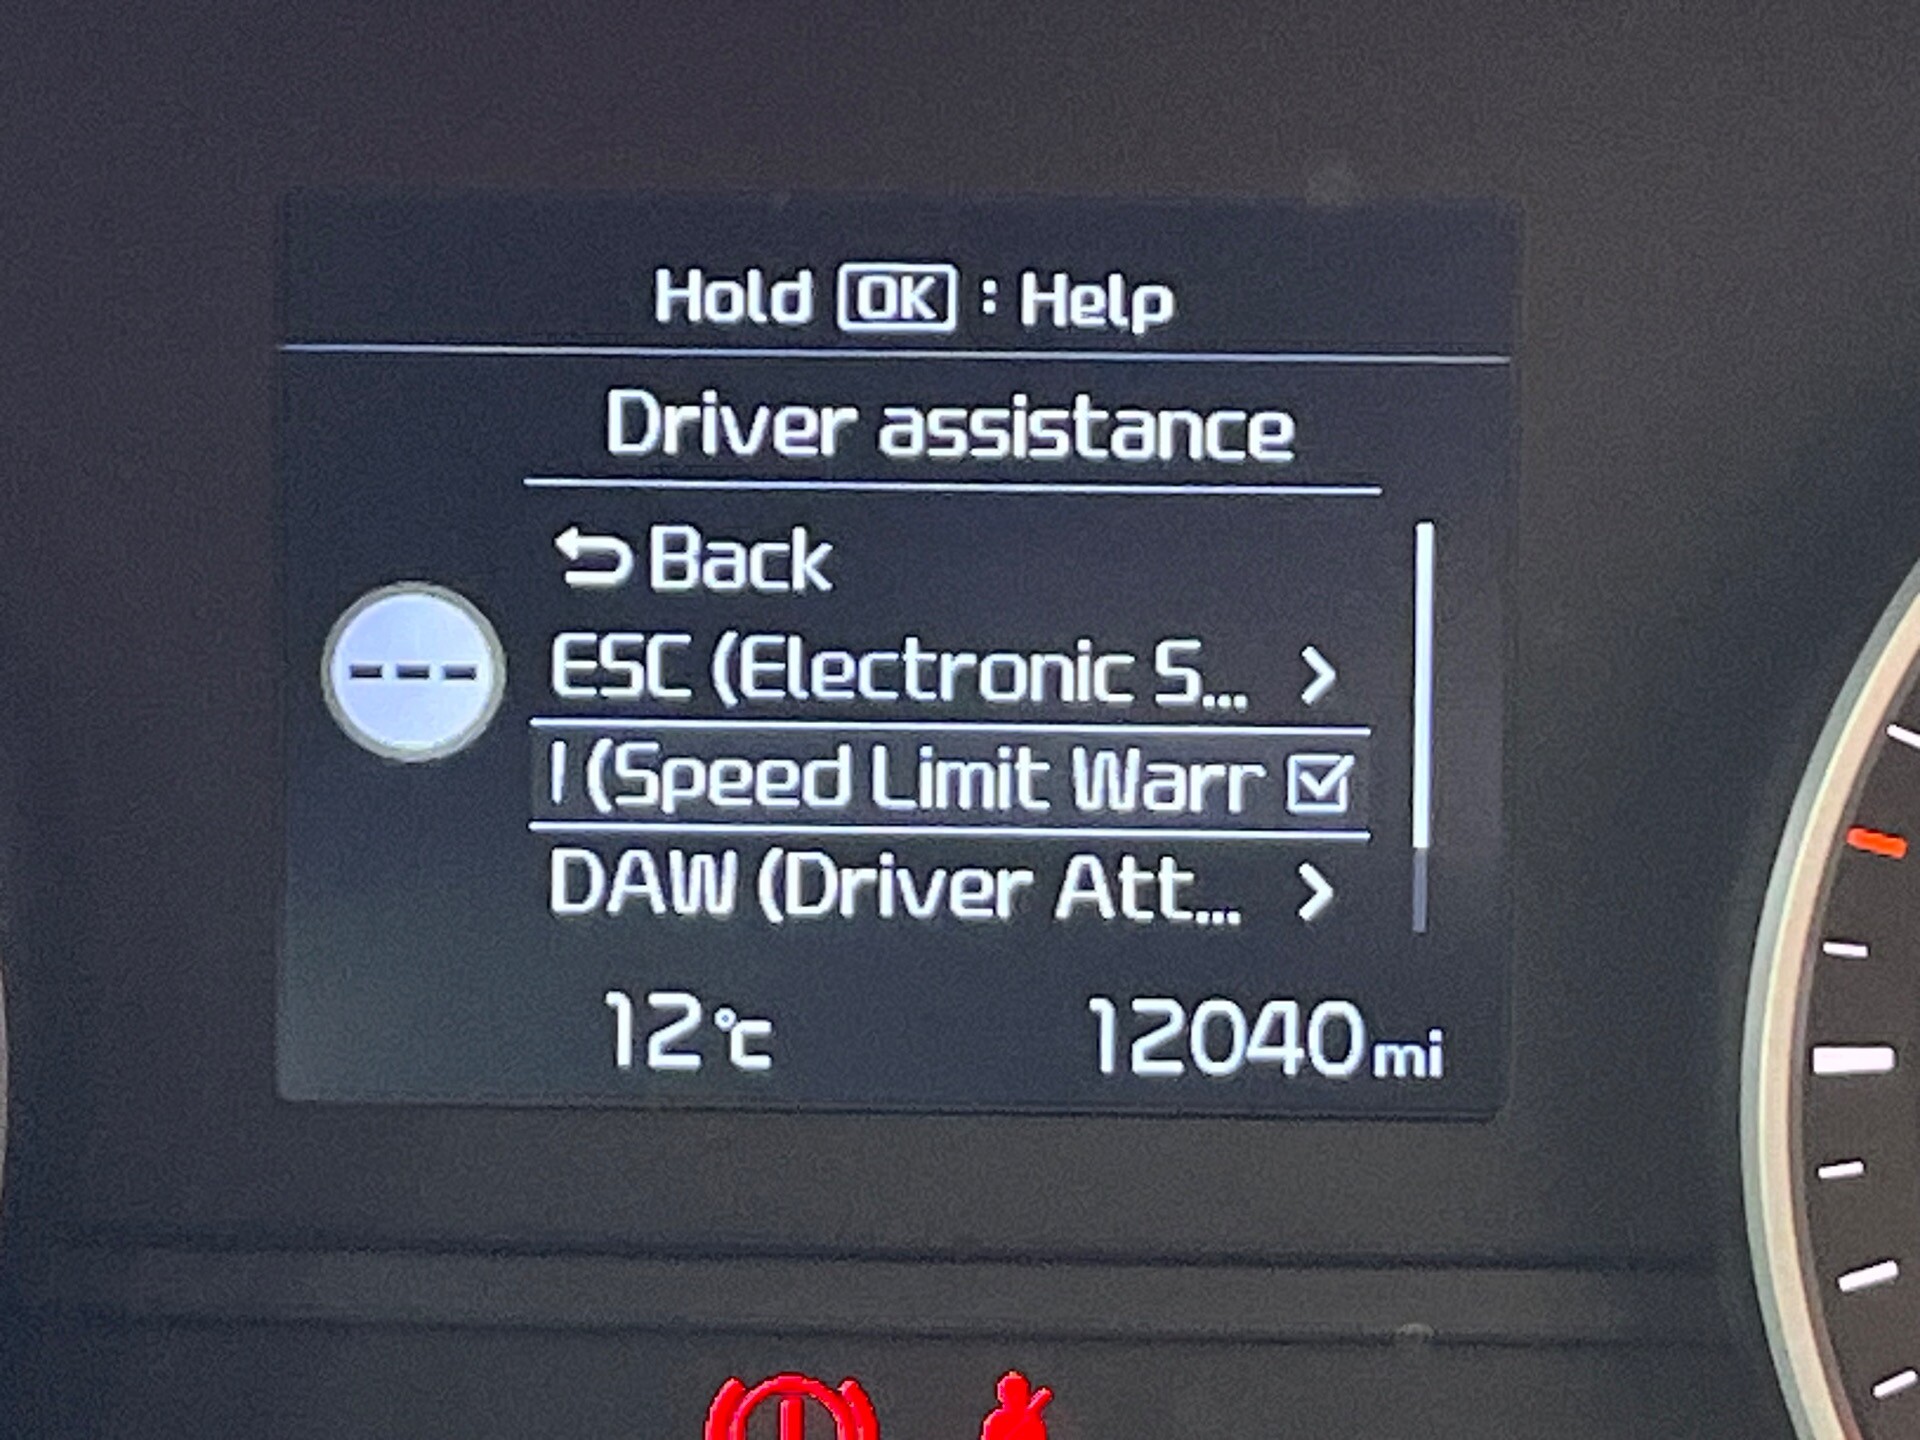 Hold OK : Help
Driver assistance
Back
ESC (Electronic S...
(Speed Limit Warr
DAW (Driver Att...
---
12°C
12040mi